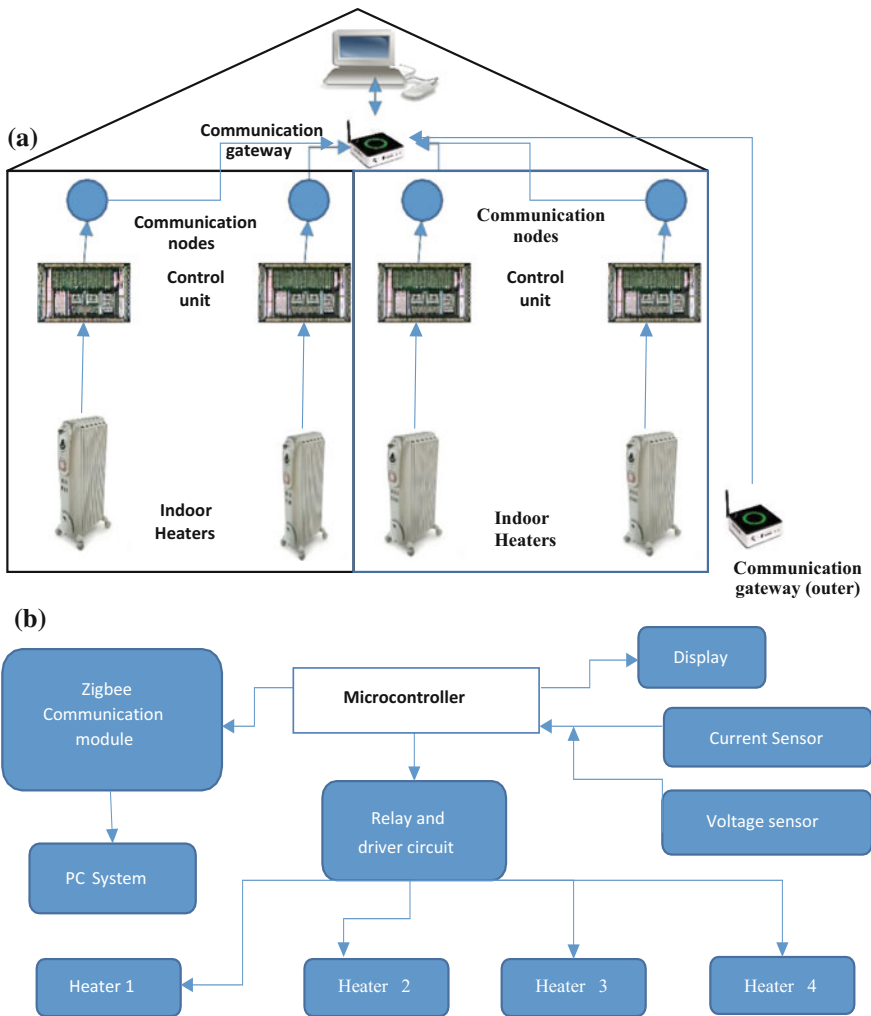 (a)
Communication
gateway
Communication
nodes
Communication
nodes
Control
unit
Control
unit
Indoor
Heaters
Indoor
Heaters
Communication
gateway (outer)
(b)
Zigbee
Communication
module
Microcontroller
Display
Current Sensor
Voltage sensor
Relay and
driver circuit
PC System
Heater 1
Heater 2
Heater 3
Heater 4